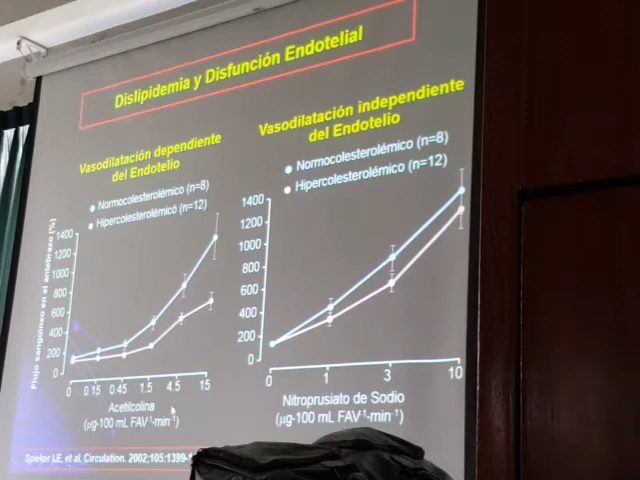 Dislipidemia y Disfunción Endotelial
Vasodilatación dependiente
del Endotelio
Normocolesterolémico (n=8)
Hipercolesterolémico (n=12)
Flujo sanguíneo en el antebrazo (%)
1400
1200
1000
800
600
400
200
0
0 0.15 0.45 1.5 4.5 15
Acetilcolina
(µg·100 mL FAV⁻¹·min⁻¹)
Vasodilatación independiente
del Endotelio
Normocolesterolémico (n=8)
Hipercolesterolémico (n=12)
1400
1200
1000
800
600
400
200
0
0 1 3 10
Nitroprusiato de Sodio
(µg·100 mL FAV⁻¹·min⁻¹)
Spieker LE, et al. Circulation. 2002;105:1399-